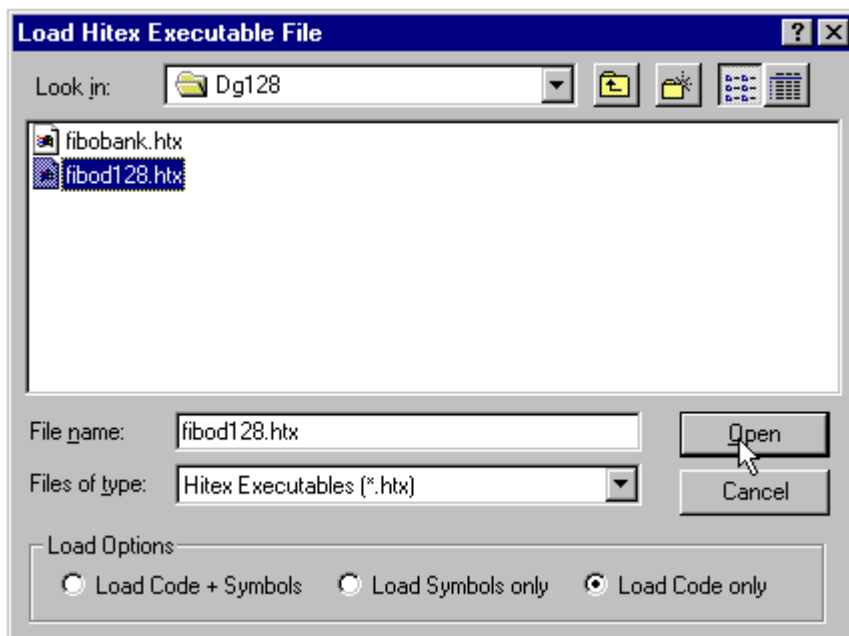 Load Hitex Executable File
Look in: Dg128
fibobank.htx
fibod128.htx
File name: fibod128.htx Open
Files of type: Hitex Executables (*.htx) Cancel
Load Options
Load Code + Symbols Load Symbols only Load Code only